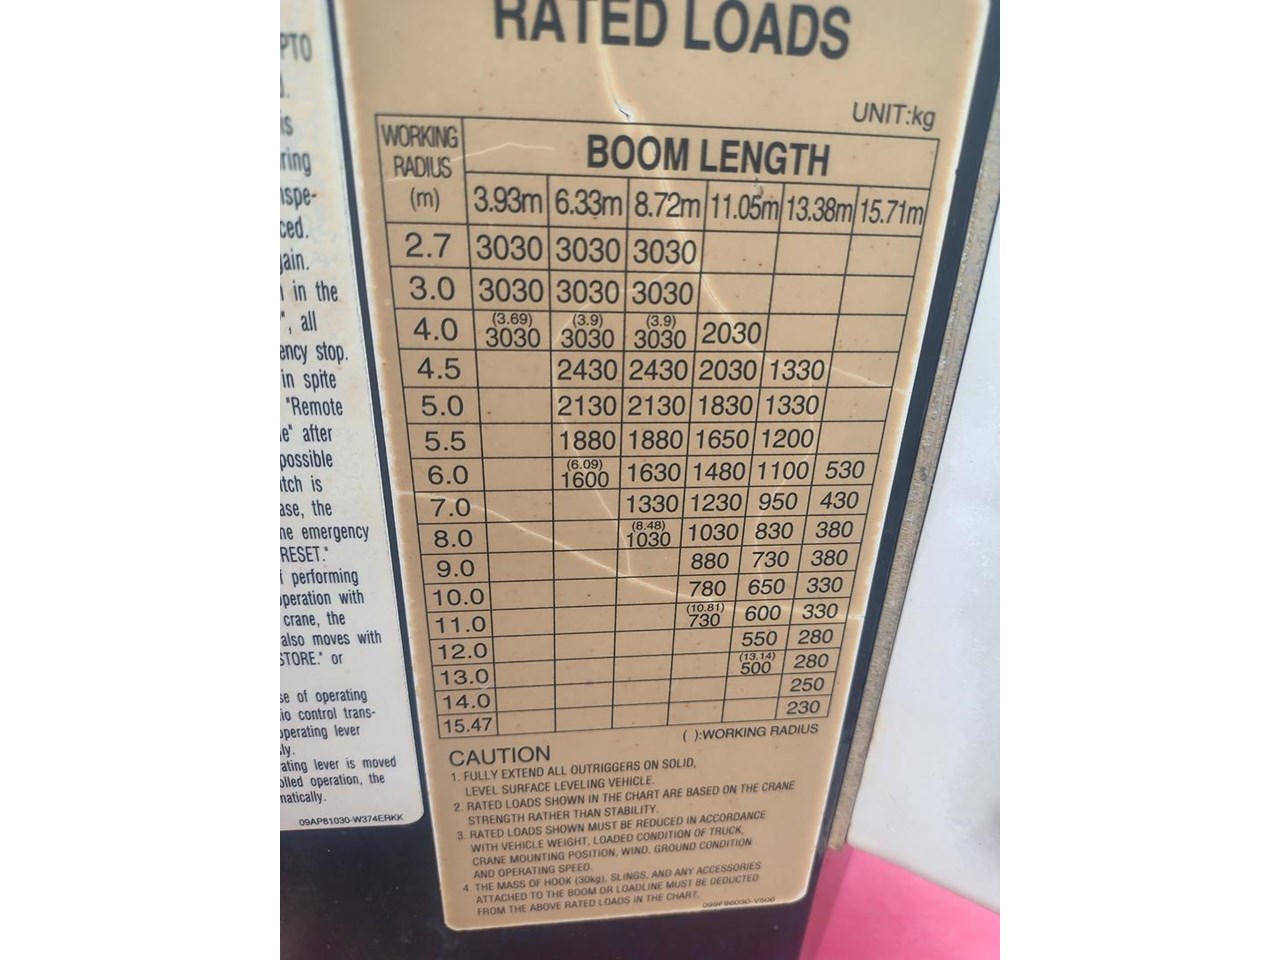 PTO
is
ring
nspe-
ced.
in the
, all
ency stop.
in spite
"Remote
after
possible
tch is
ase, the
ne emergency
RESET."
performing
peration with
crane, the
also moves with
STORE." or
se of operating
io control trans-
perating lever
ly.
ating lever is moved
olled operation, the
natically.
09AP81030-W374ERKK
RATED LOADS
UNIT:kg
WORKING RADIUS (m)
BOOM LENGTH
3.93m 6.33m 8.72m 11.05m 13.38m 15.71m
2.7 3030 3030 3030
3.0 3030 3030 3030
4.0 (3.69) 3030 (3.9) 3030 (3.9) 3030 2030
4.5 2430 2430 2030 1330
5.0 2130 2130 1830 1330
5.5 1880 1880 1650 1200
6.0 (6.09) 1600 1630 1480 1100 530
7.0 1330 1230 950 430
8.0 (8.48) 1030 1030 830 380
9.0 880 730 380
10.0 780 650 330
11.0 (10.81) 730 600 330
12.0 550 280
13.0 (13.14) 500 280
14.0 250
15.47 230
( ):WORKING RADIUS
CAUTION
1. FULLY EXTEND ALL OUTRIGGERS ON SOLID,
LEVEL SURFACE LEVELING VEHICLE.
2. RATED LOADS SHOWN IN THE CHART ARE BASED ON THE CRANE
STRENGTH RATHER THAN STABILITY.
3. RATED LOADS SHOWN MUST BE REDUCED IN ACCORDANCE
WITH VEHICLE WEIGHT, LOADED CONDITION OF TRUCK,
CRANE MOUNTING POSITION, WIND, GROUND CONDITION
AND OPERATING SPEED.
4. THE MASS OF HOOK (30kg), SLINGS, AND ANY ACCESSORIES
ATTACHED TO THE BOOM OR LOADLINE MUST BE DEDUCTED
FROM THE ABOVE RATED LOADS IN THE CHART.